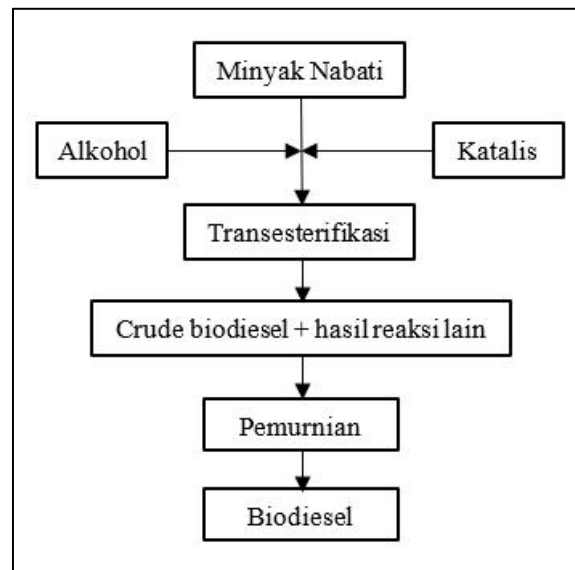 Minyak Nabati
Alkohol
Katalis
Transesterifikasi
Crude biodiesel + hasil reaksi lain
Pemurnian
Biodiesel